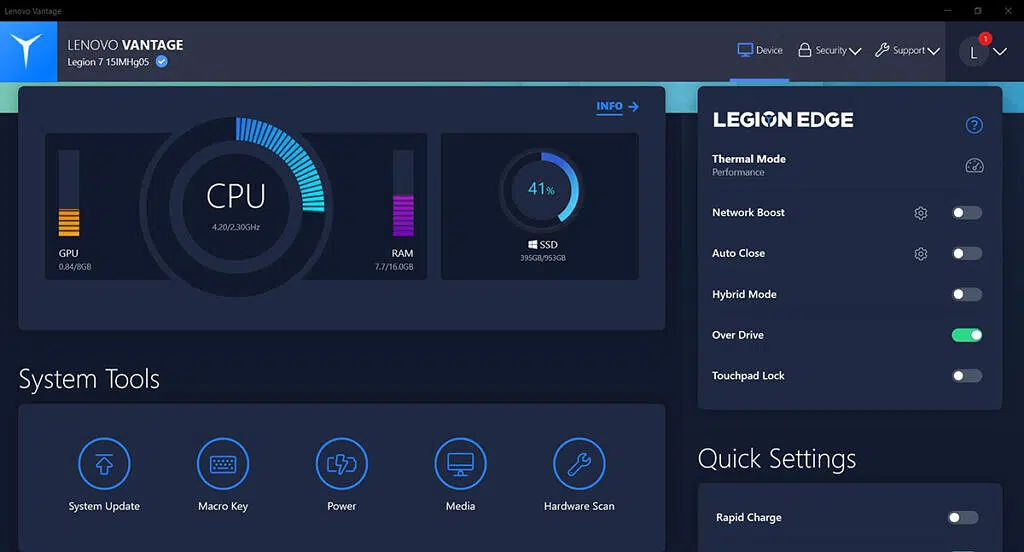 Lenovo Vantage
LENOVO VANTAGE
Legion 7 15IMHg05
Device
Security
Support
L
1
INFO
CPU
4.20/2.30GHz
GPU
0.84/8GB
RAM
7.7/16.0GB
41%
SSD
395GB/953GB
LEGION EDGE
?
Thermal Mode
Performance
Network Boost
Auto Close
Hybrid Mode
Over Drive
Touchpad Lock
System Tools
System Update
Macro Key
Power
Media
Hardware Scan
Quick Settings
Rapid Charge